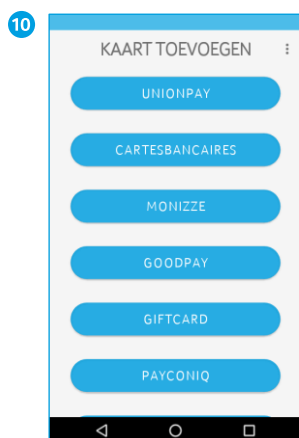 10
KAART TOEVOEGEN
UNIONPAY
CARTESBANCAIRES
MONIZZE
GOODPAY
GIFTCARD
PAYCONIQ